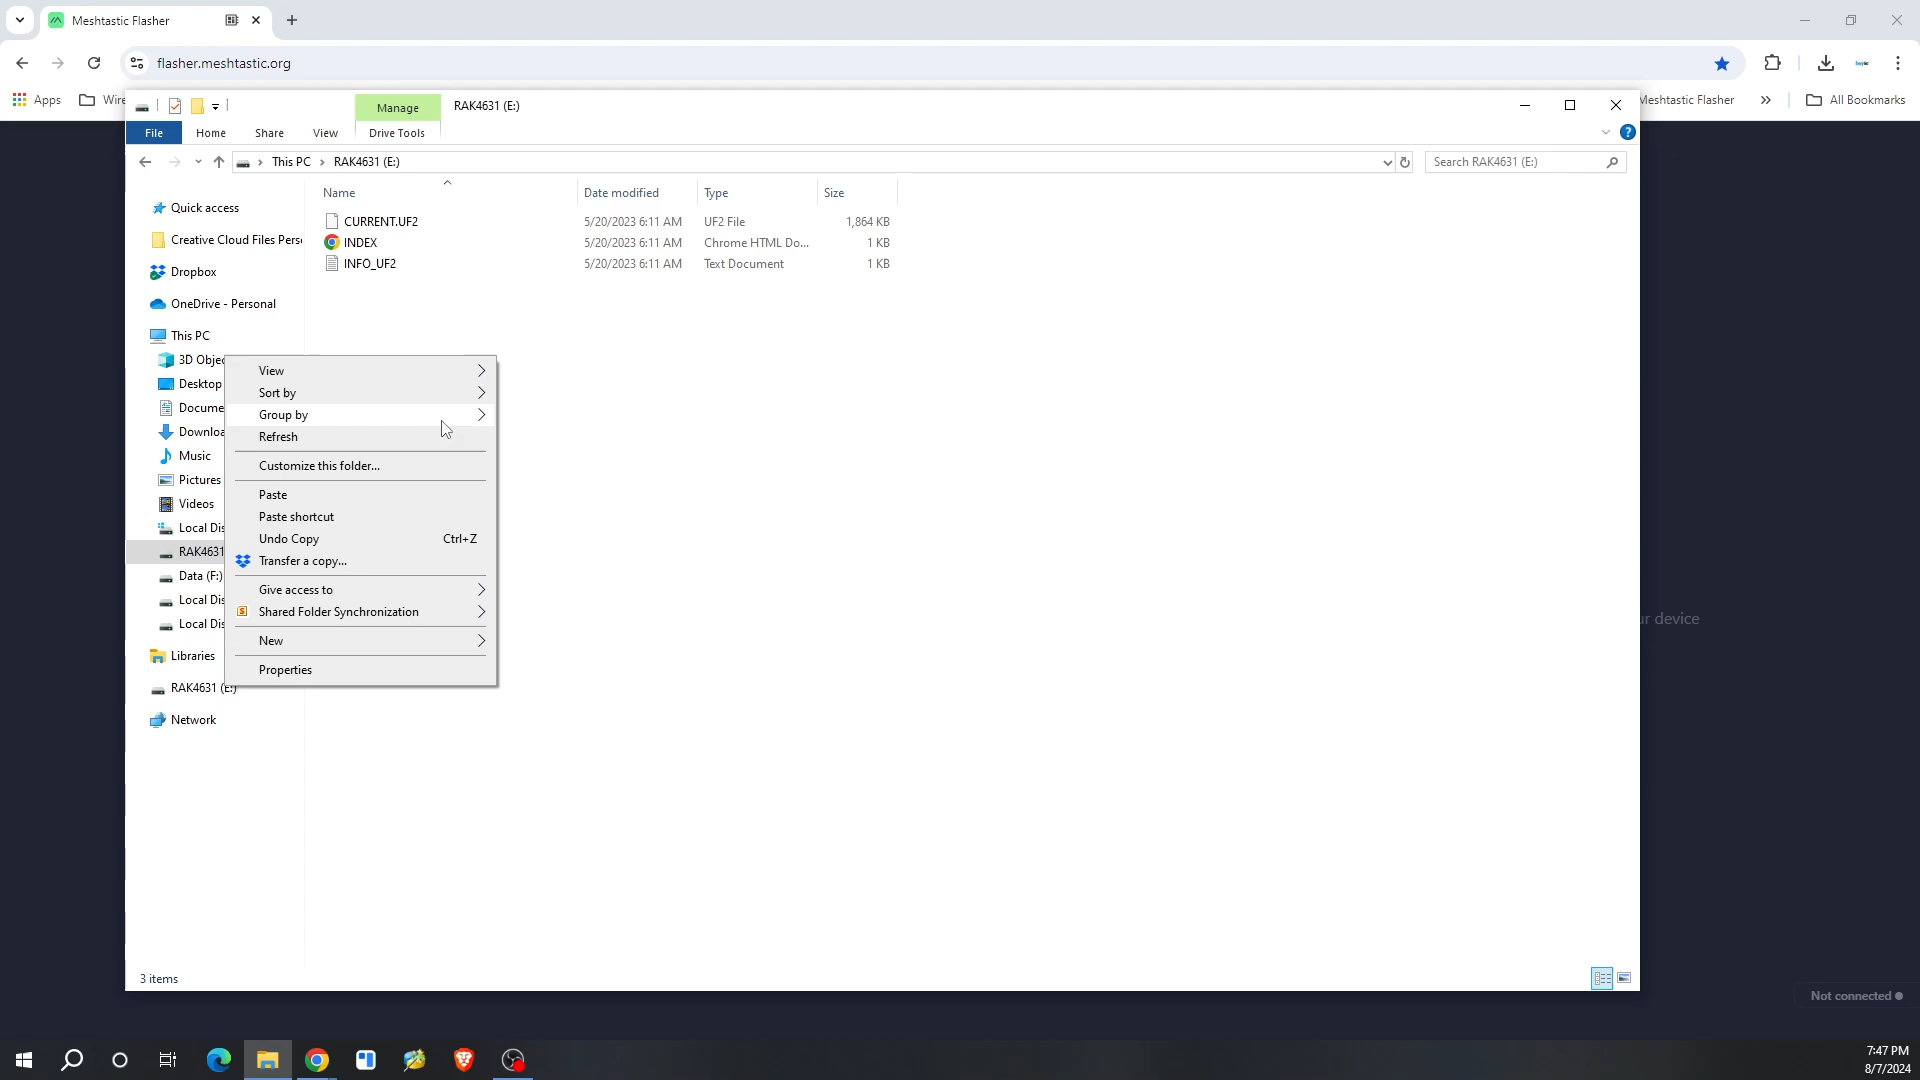 Meshtastic Flasher
flasher.meshtastic.org
Apps
Meshtastic Flasher
All Bookmarks
Manage
RAK4631 (E:)
File
Home
Share
View
Drive Tools
This PC
RAK4631 (E:)
Search RAK4631 (E:)
Name
Date modified
Type
Size
CURRENT.UF2 5/20/2023 6:11 AM UF2 File 1,864 KB
INDEX 5/20/2023 6:11 AM Chrome HTML Do... 1 KB
INFO_UF2 5/20/2023 6:11 AM Text Document 1 KB
Quick access
Creative Cloud Files Pers
Dropbox
OneDrive - Personal
This PC
3D Objec
Desktop
Docume
Downloa
Music
Pictures
Videos
Local Dis
RAK4631
Data (F:)
Local Dis
Local Dis
Libraries
RAK4631 (E:)
Network
View
Sort by
Group by
Refresh
Customize this folder...
Paste
Paste shortcut
Undo Copy Ctrl+Z
Transfer a copy...
Give access to
Shared Folder Synchronization
New
Properties
device
3 items
Not connected
7:47 PM
8/7/2024